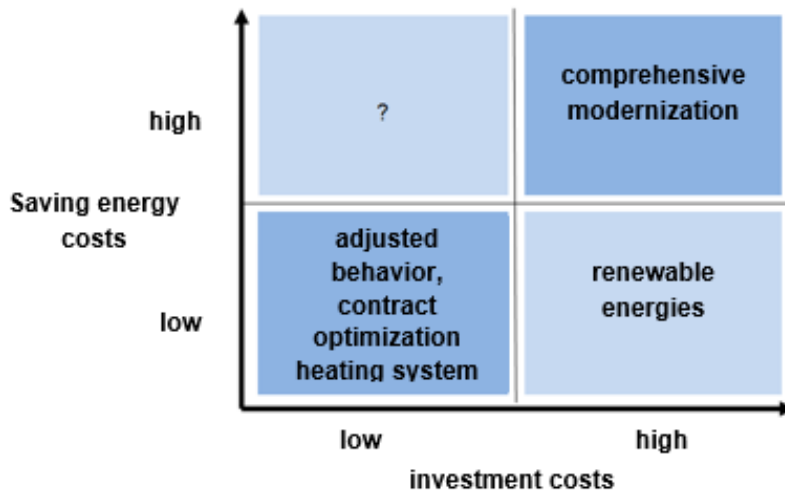 high
?
comprehensive
modernization
Saving energy
costs
low
adjusted
behavior,
contract
optimization
heating system
renewable
energies
low
high
investment costs